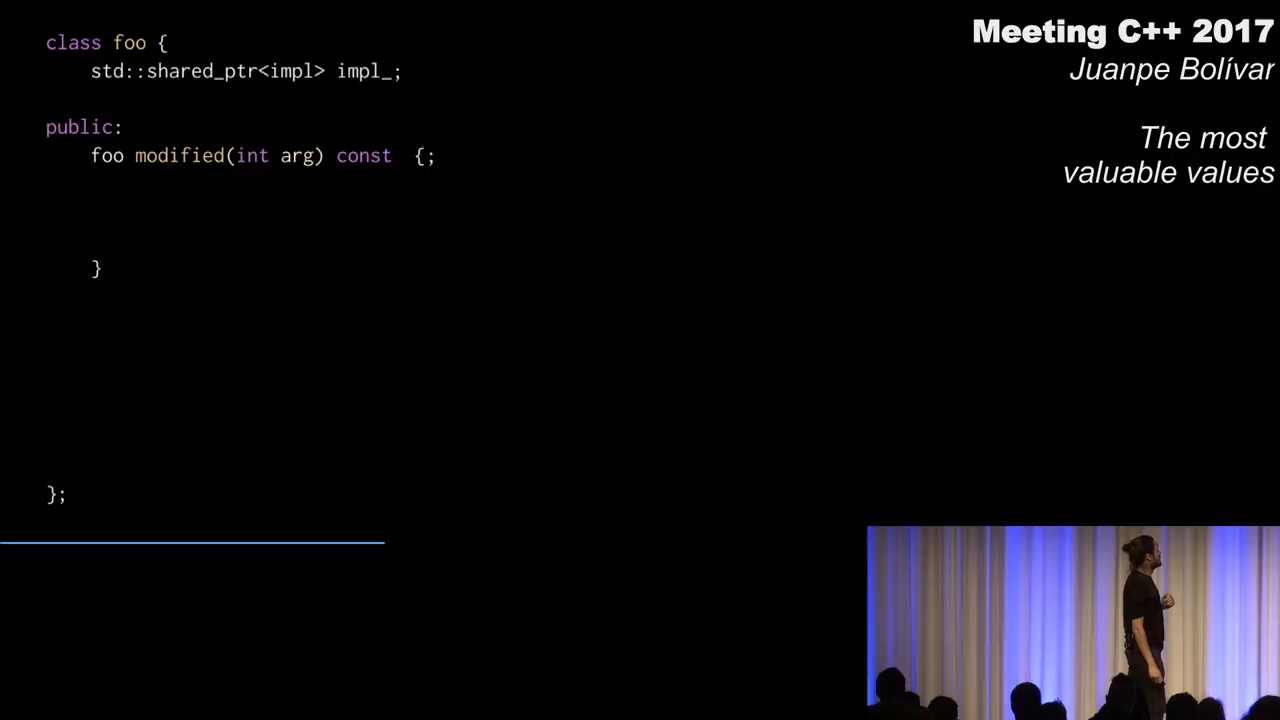 class foo {
std::shared_ptr<impl> impl_;
public:
foo modified(int arg) const {;
}
};
Meeting C++ 2017
Juanpe Bolívar
The most
valuable values